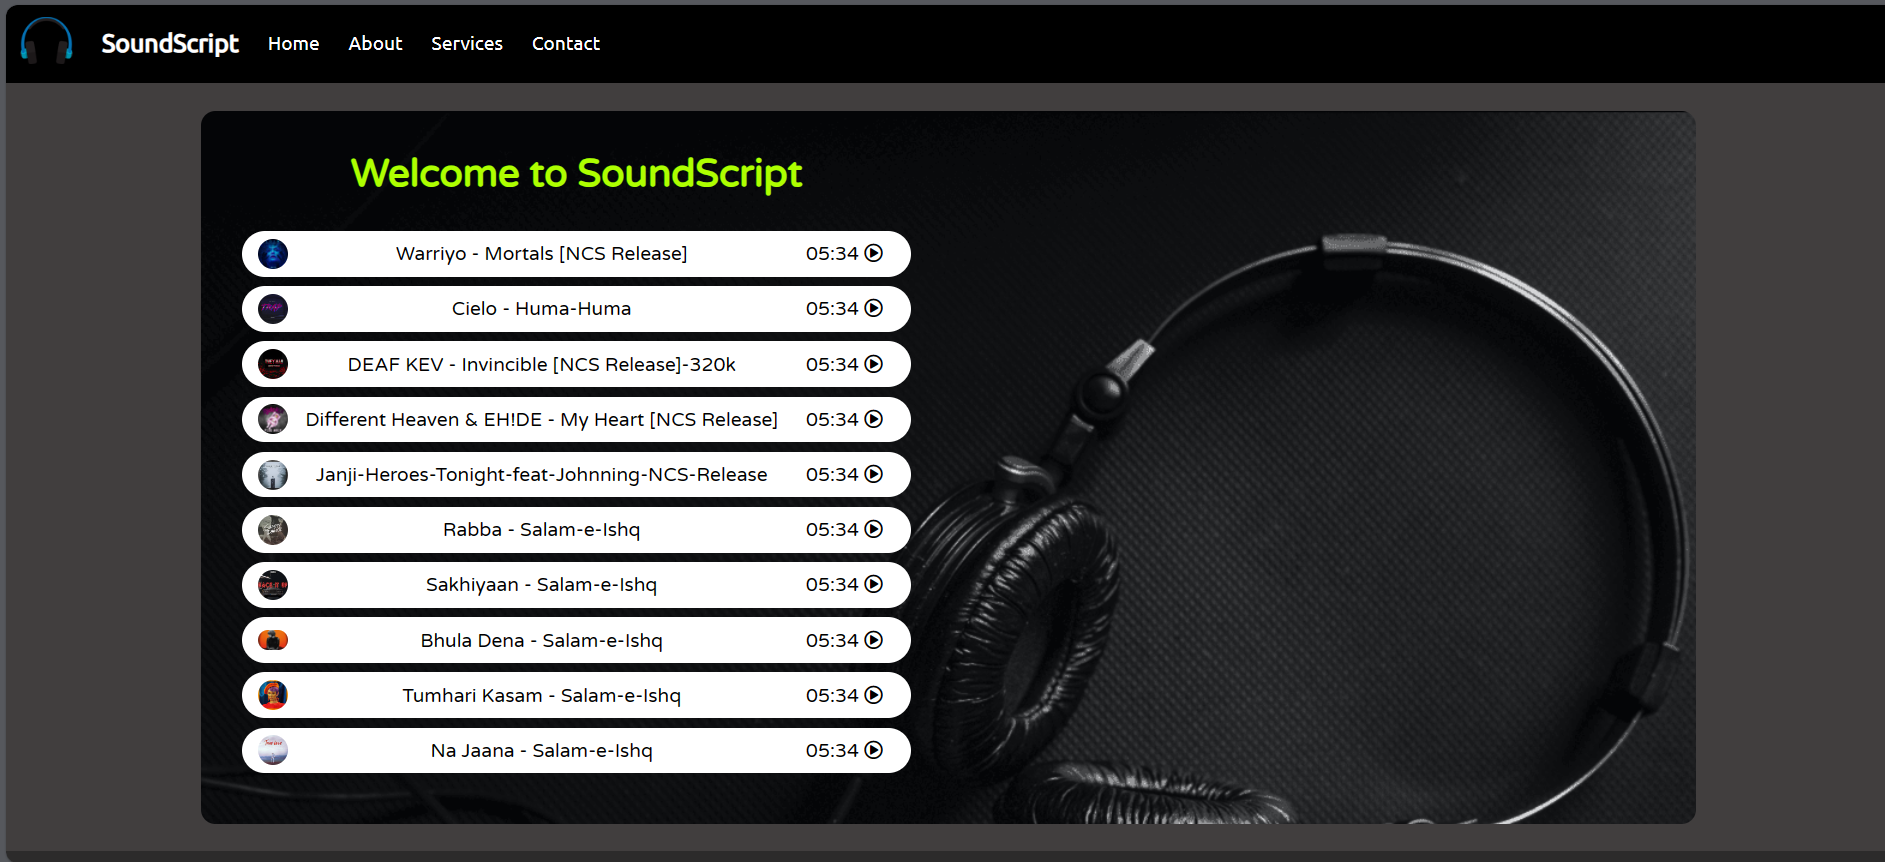 SoundScript Home About Services Contact
Welcome to SoundScript
Warriyo - Mortals [NCS Release] 05:34
Cielo - Huma-Huma 05:34
DEAF KEV - Invincible [NCS Release]-320k 05:34
Different Heaven & EH!DE - My Heart [NCS Release] 05:34
Janji-Heroes-Tonight-feat-Johnning-NCS-Release 05:34
Rabba - Salam-e-Ishq 05:34
Sakhiyaan - Salam-e-Ishq 05:34
Bhula Dena - Salam-e-Ishq 05:34
Tumhari Kasam - Salam-e-Ishq 05:34
Na Jaana - Salam-e-Ishq 05:34